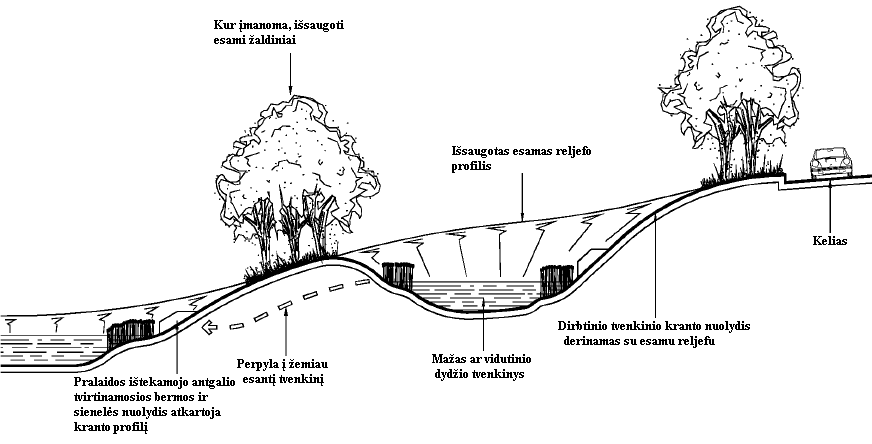 Kur įmanoma, išsaugoti
esami žaldiniai
Išsaugotas esamas reljefo
profilis
Kelias
Dirbtinio tvenkinio kranto nuolydis
derinamas su esamu reljefu
Mažas ar vidutinio
dydžio tvenkinys
Perpyla į žemiau
esantį tvenkinį
Pralaidos ištekamojo antgalio
tvirtinamosios bermos ir
sienelės nuolydis atkartoja
kranto profilį